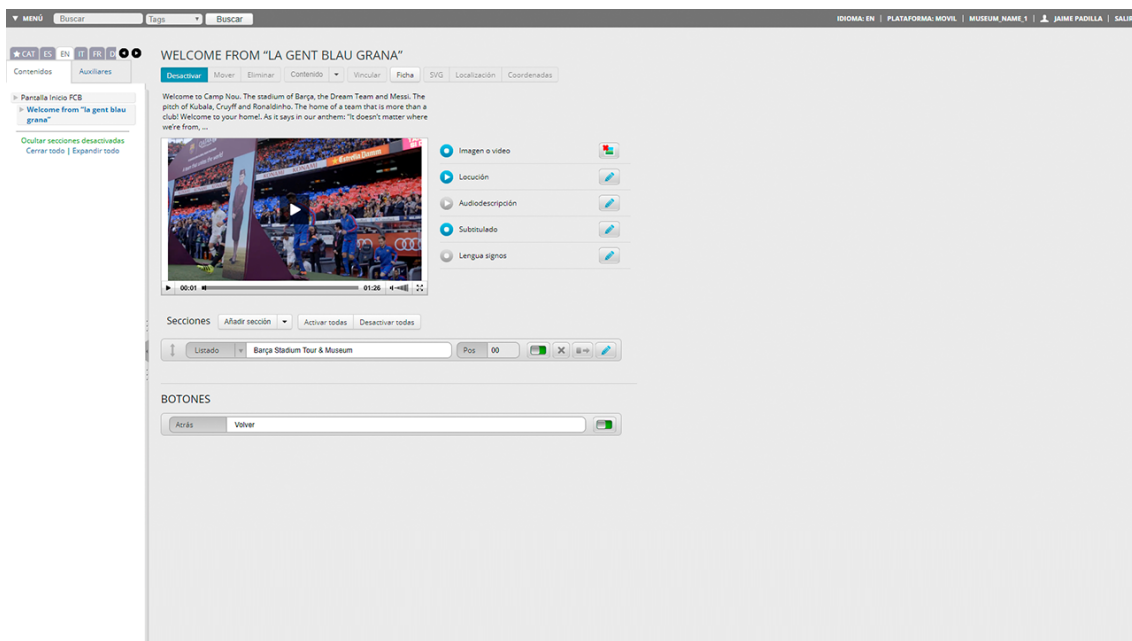 ▼ MENÚ Buscar Tags ▼ Buscar IDIOMA: EN | PLATAFORMA: MOVIL | MUSEUM_NAME_1 | JAIME PADILLA | SALIR
★ CAT ES EN IT FR D
Contenidos Auxiliares
Pantalla Inicio FCB
Welcome from "la gent blau
grana"
Ocultar secciones desactivadas
Cerrar todo | Expandir todo
WELCOME FROM “LA GENT BLAU GRANA”
Desactivar Mover Eliminar Contenido Vincular Ficha SVG Localización Coordenadas
Welcome to Camp Nou. The stadium of Barça, the Dream Team and Messi. The
pitch of Kubala, Cruyff and Ronaldinho. The home of a team that is more than a
club! Welcome to your home!. As it says in our anthem: "It doesn't matter where
we're from, ...
KONAMI KONAMI Estrella Damm
00:01 01:26
Imagen o video
Locución
Audiodescripción
Subtitulado
Lengua signos
Secciones Añadir sección Activar todas Desactivar todas
Listado Barça Stadium Tour & Museum Pos 00
BOTONES
Atrás Volver